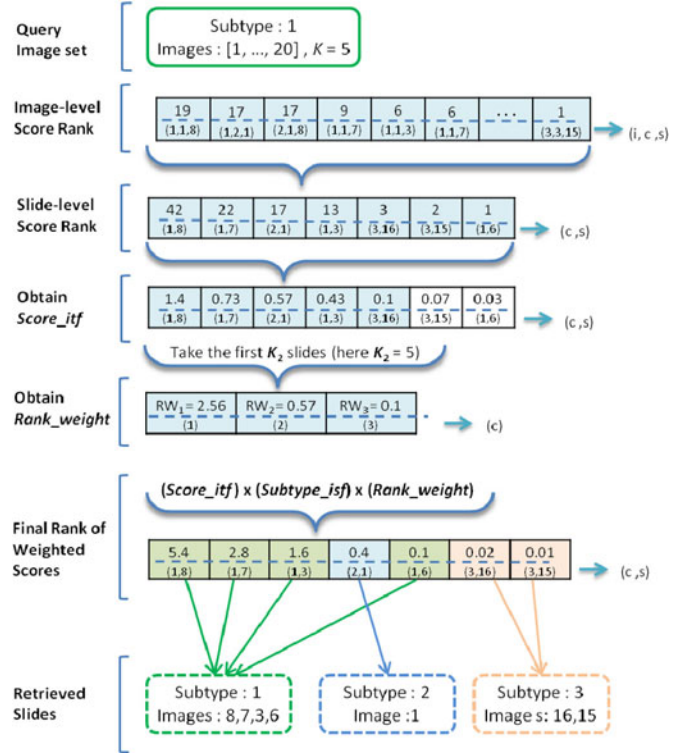 Query
Image set
Subtype : 1
Images : [1, ..., 20] , K = 5
Image-level
Score Rank
19 17 17 9 6 6 ... 1
(1,1,8) (1,2,1) (2,1,8) (1,1,7) (1,1,3) (1,1,7) (3,3,15)
(i, c ,s)
Slide-level
Score Rank
42 22 17 13 3 2 1
(1,8) (1,7) (2,1) (1,3) (3,16) (3,15) (1,6)
(c ,s)
Obtain
Score_itf
1.4 0.73 0.57 0.43 0.1 0.07 0.03
(1,8) (1,7) (2,1) (1,3) (3,16) (3,15) (1,6)
(c ,s)
Take the first K2 slides (here K2 = 5)
Obtain
Rank_weight
RW1= 2.56 RW2= 0.57 RW3= 0.1
(1) (2) (3)
(c)
(Score_itf ) x (Subtype_isf) x (Rank_weight)
Final Rank of
Weighted
Scores
5.4 2.8 1.6 0.4 0.1 0.02 0.01
(1,8) (1,7) (1,3) (2,1) (1,6) (3,16) (3,15)
(c ,s)
Retrieved
Slides
Subtype : 1
Images : 8,7,3,6
Subtype : 2
Image :1
Subtype : 3
Image s: 16,15